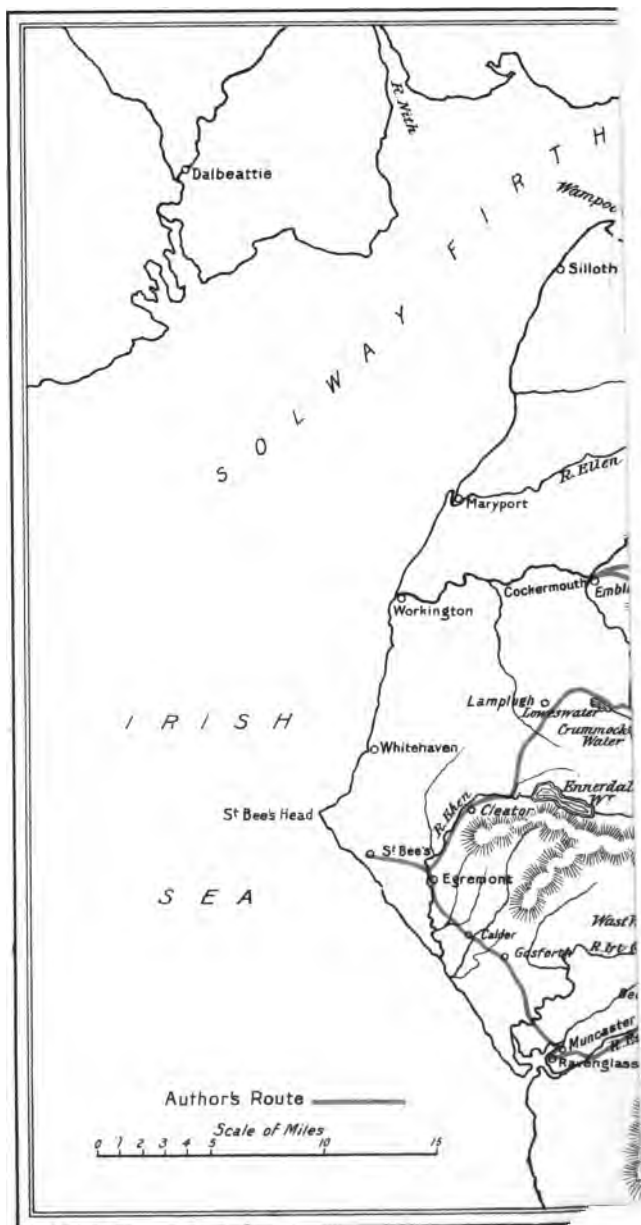 R. Nith
Dalbeattie
SOLWAY FIRTH
Silloth
R. Ellen
Maryport
Cockermouth
Workington
Lamplugh
Loweswater
Crummock
Water
IRISH
SEA
Whitehaven
St Bee's Head
R. Ehen
Cleator
Wr
St Bee's
Egremont
Calder
Gosforth
R. Irt
Muncaster
Ravenglass
Author's Route
Scale of Miles
0 1 2 3 4 5 10 15